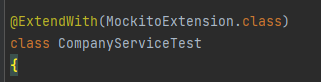 @ExtendWith(MockitoExtension.class)
class CompanyServiceTest
{